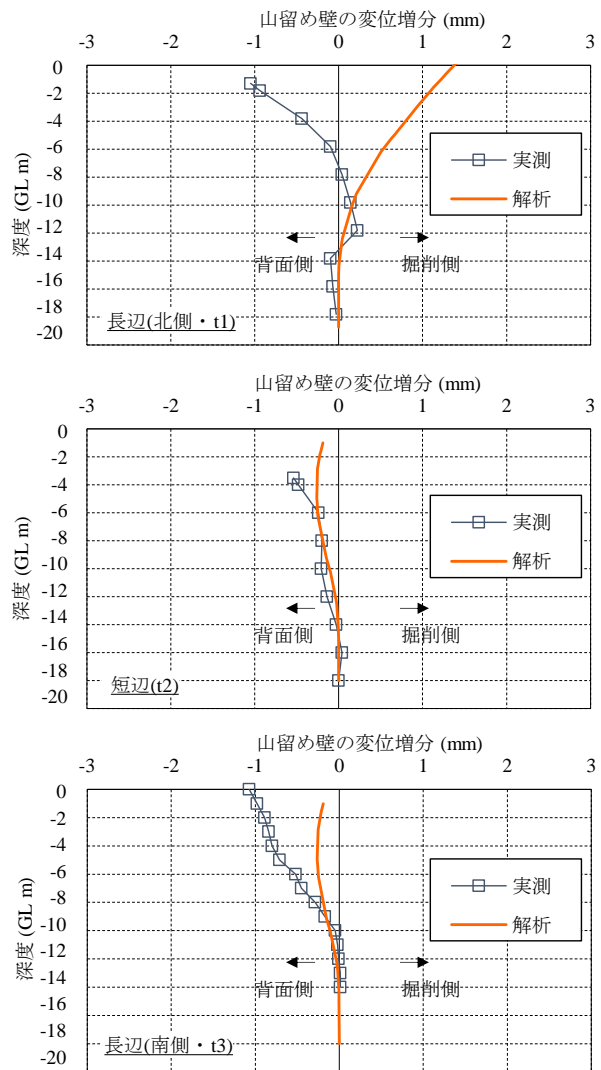 山留め壁の変位増分 (mm)
-3 -2 -1 0 1 2 3
0
-2
-4
-6
-8
-10
-12
-14
-16
-18
-20
深度 (GL m)
実測
解析
背面側 掘削側
長辺(北側・t1)
山留め壁の変位増分 (mm)
-3 -2 -1 0 1 2 3
0
-2
-4
-6
-8
-10
-12
-14
-16
-18
-20
深度 (GL m)
実測
解析
背面側 掘削側
短辺(t2)
山留め壁の変位増分 (mm)
-3 -2 -1 0 1 2 3
0
-2
-4
-6
-8
-10
-12
-14
-16
-18
-20
深度 (GL m)
実測
解析
背面側 掘削側
長辺(南側・t3)